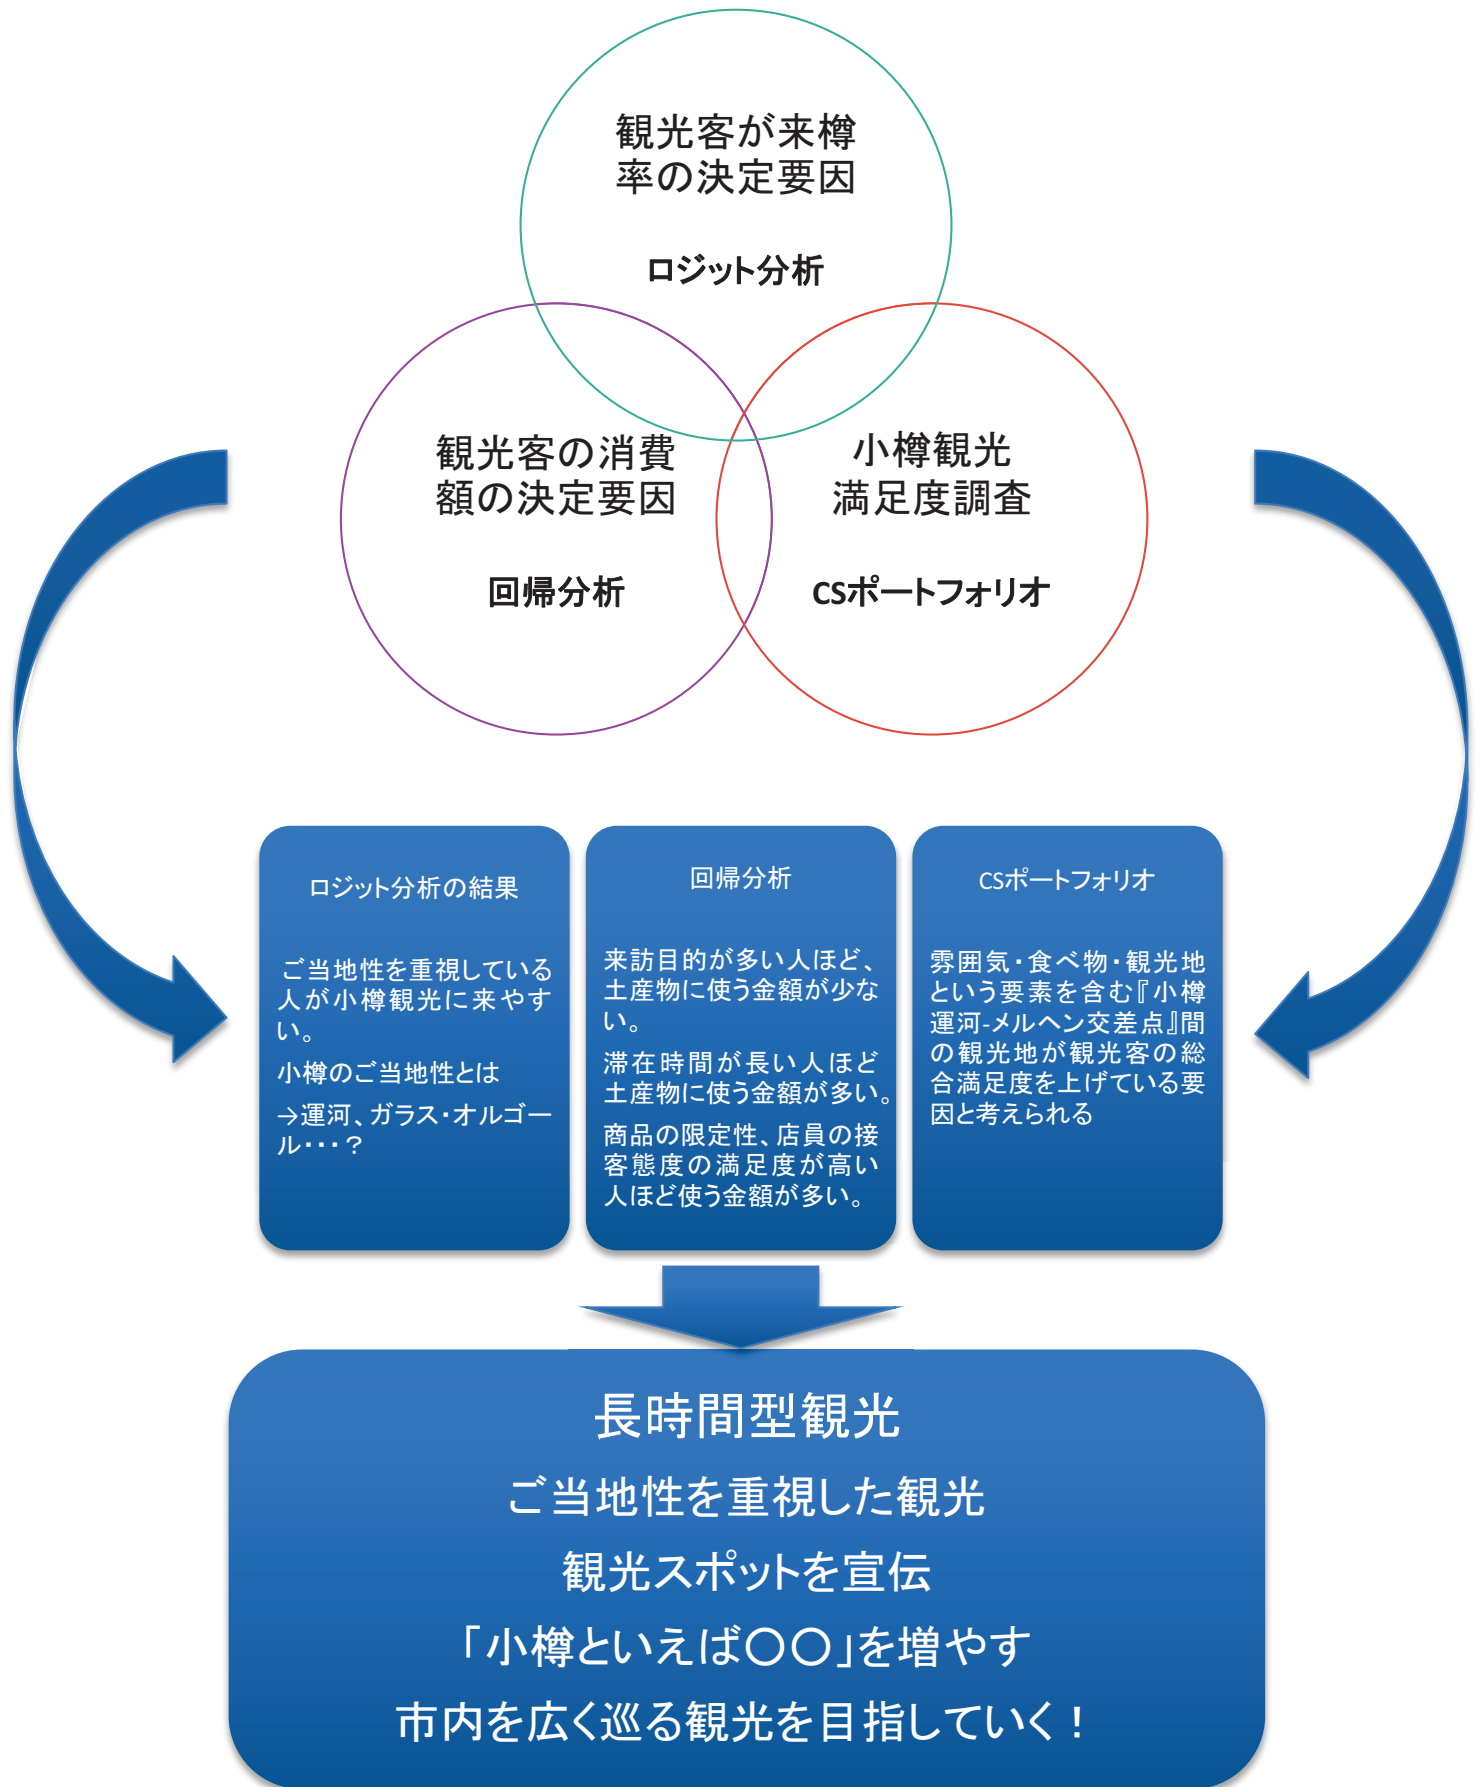 観光客が来樽
率の決定要因
ロジット分析
観光客の消費
額の決定要因
回帰分析
小樽観光
満足度調査
CSポートフォリオ
ロジット分析の結果
ご当地性を重視している
人が小樽観光に来やす
い。
小樽のご当地性とは
→運河、ガラス・オルゴー
ル・・・？
回帰分析
来訪目的が多い人ほど、
土産物に使う金額が少な
い。
滞在時間が長い人ほど
土産物に使う金額が多い。
商品の限定性、店員の接
客態度の満足度が高い
人ほど使う金額が多い。
CSポートフォリオ
雰囲気・食べ物・観光地
という要素を含む『小樽
運河-メルヘン交差点』間
の観光地が観光客の総
合満足度を上げている要
因と考えられる
長時間型観光
ご当地性を重視した観光
観光スポットを宣伝
「小樽といえば〇〇」を増やす
市内を広く巡る観光を目指していく！